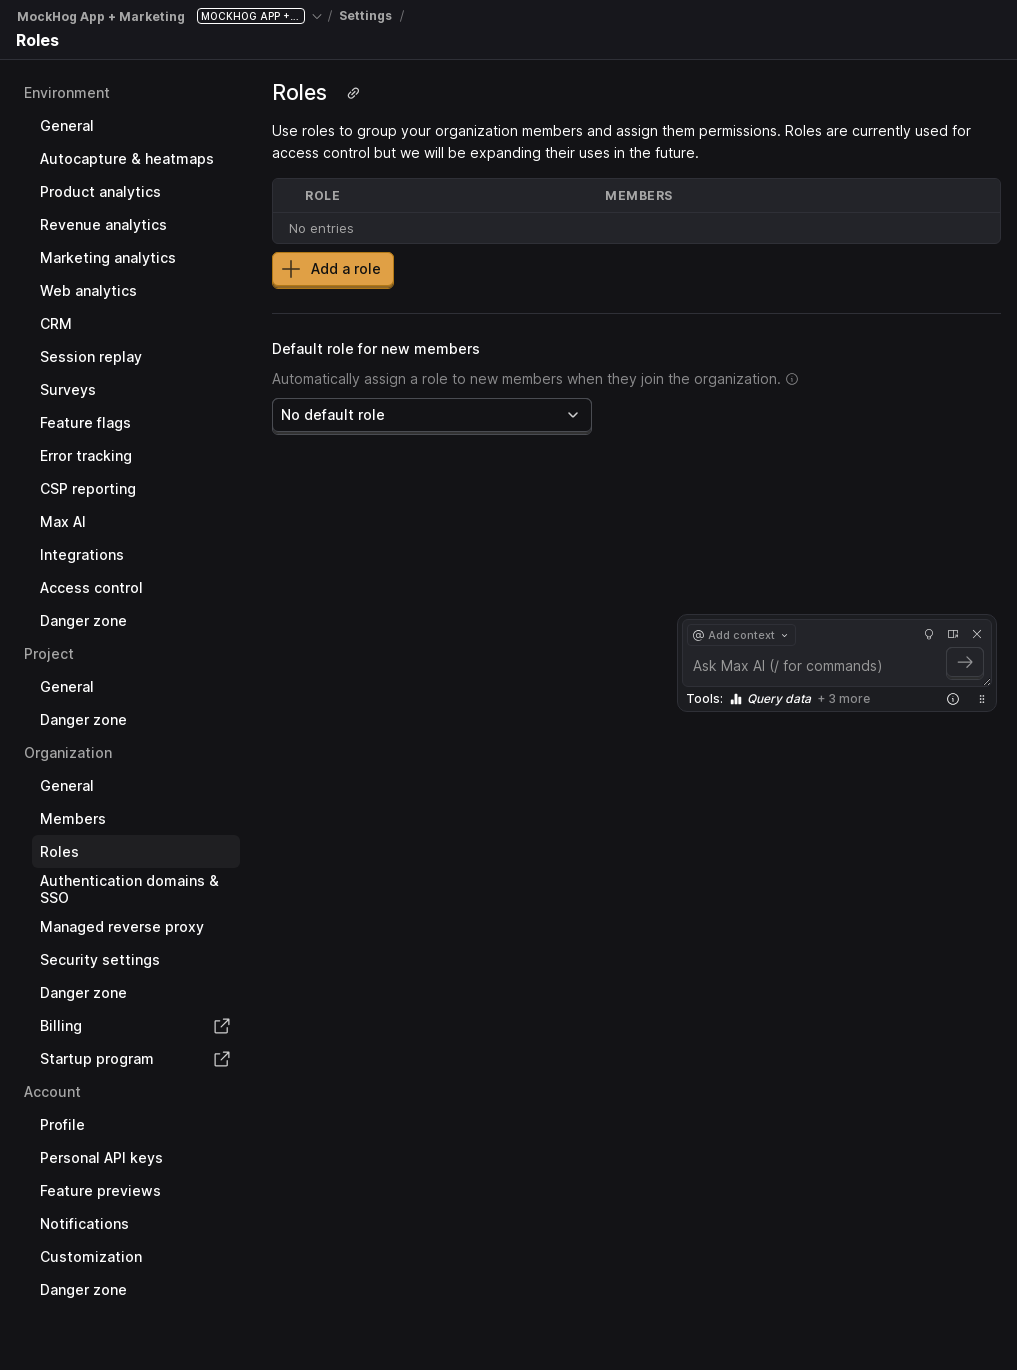 MockHog App + Marketing MOCKHOG APP +... / Settings /
Roles
Environment
General
Autocapture & heatmaps
Product analytics
Revenue analytics
Marketing analytics
Web analytics
CRM
Session replay
Surveys
Feature flags
Error tracking
CSP reporting
Max AI
Integrations
Access control
Danger zone
Project
General
Danger zone
Organization
General
Members
Roles
Authentication domains &
SSO
Managed reverse proxy
Security settings
Danger zone
Billing
Startup program
Account
Profile
Personal API keys
Feature previews
Notifications
Customization
Danger zone
Roles
Use roles to group your organization members and assign them permissions. Roles are currently used for
access control but we will be expanding their uses in the future.
ROLE MEMBERS
No entries
Add a role
Default role for new members
Automatically assign a role to new members when they join the organization.
No default role
@ Add context
Ask Max AI (/ for commands)
Tools: Query data + 3 more